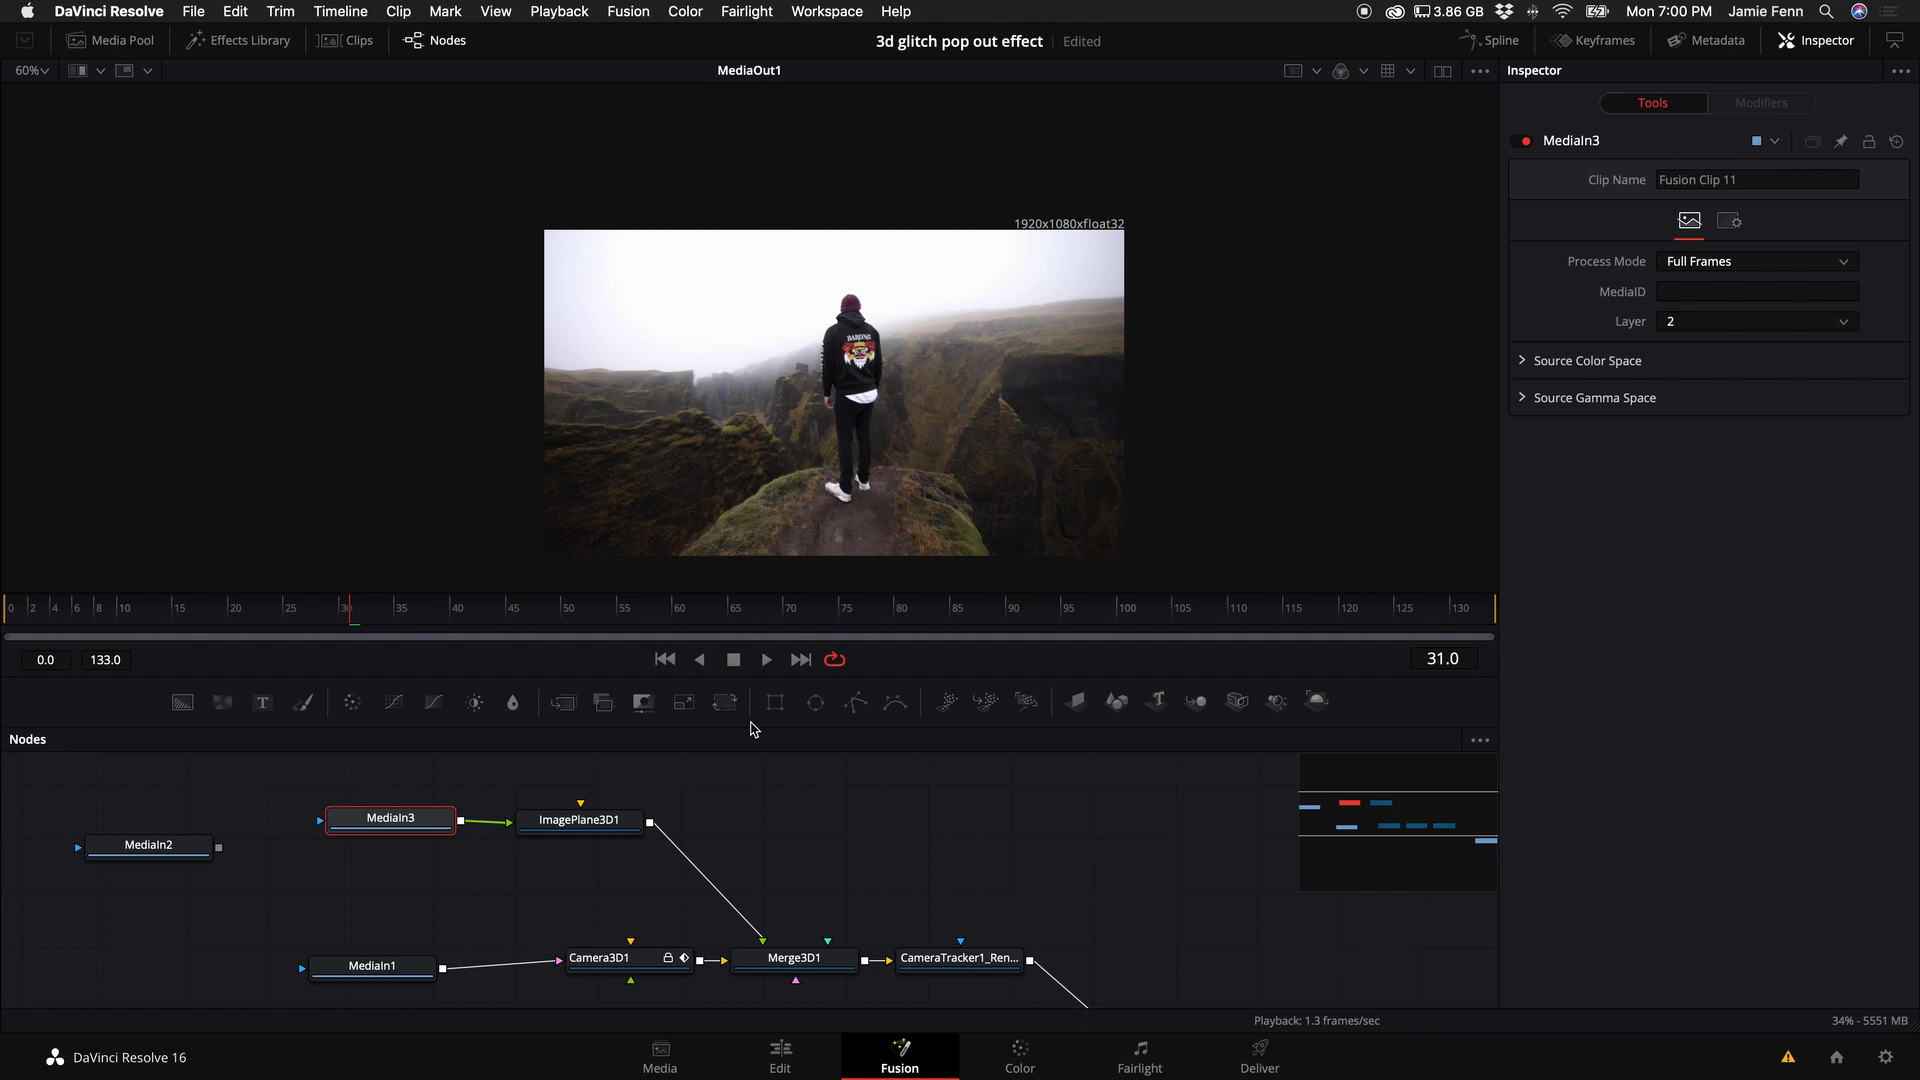 DaVinci Resolve File Edit Trim Timeline Clip Mark View Playback Fusion Color Fairlight Workspace Help 3.86 GB Mon 7:00 PM Jamie Fenn
Media Pool Effects Library Clips Nodes 3d glitch pop out effect Edited Spline Keyframes Metadata Inspector
60% MediaOut1 Inspector
Tools Modifiers
MediaIn3
Clip Name Fusion Clip 11
1920x1080xfloat32
Process Mode Full Frames
MediaID
Layer 2
BARONG
Source Color Space
Source Gamma Space
0 2 4 6 8 10 15 20 25 30 35 40 45 50 55 60 65 70 75 80 85 90 95 100 105 110 115 120 125 130
0.0 133.0 31.0
T T
Nodes
MediaIn3 ImagePlane3D1
MediaIn2
MediaIn1 Camera3D1 Merge3D1 CameraTracker1_Ren...
Playback: 1.3 frames/sec 34% - 5551 MB
DaVinci Resolve 16 Media Edit Fusion Color Fairlight Deliver